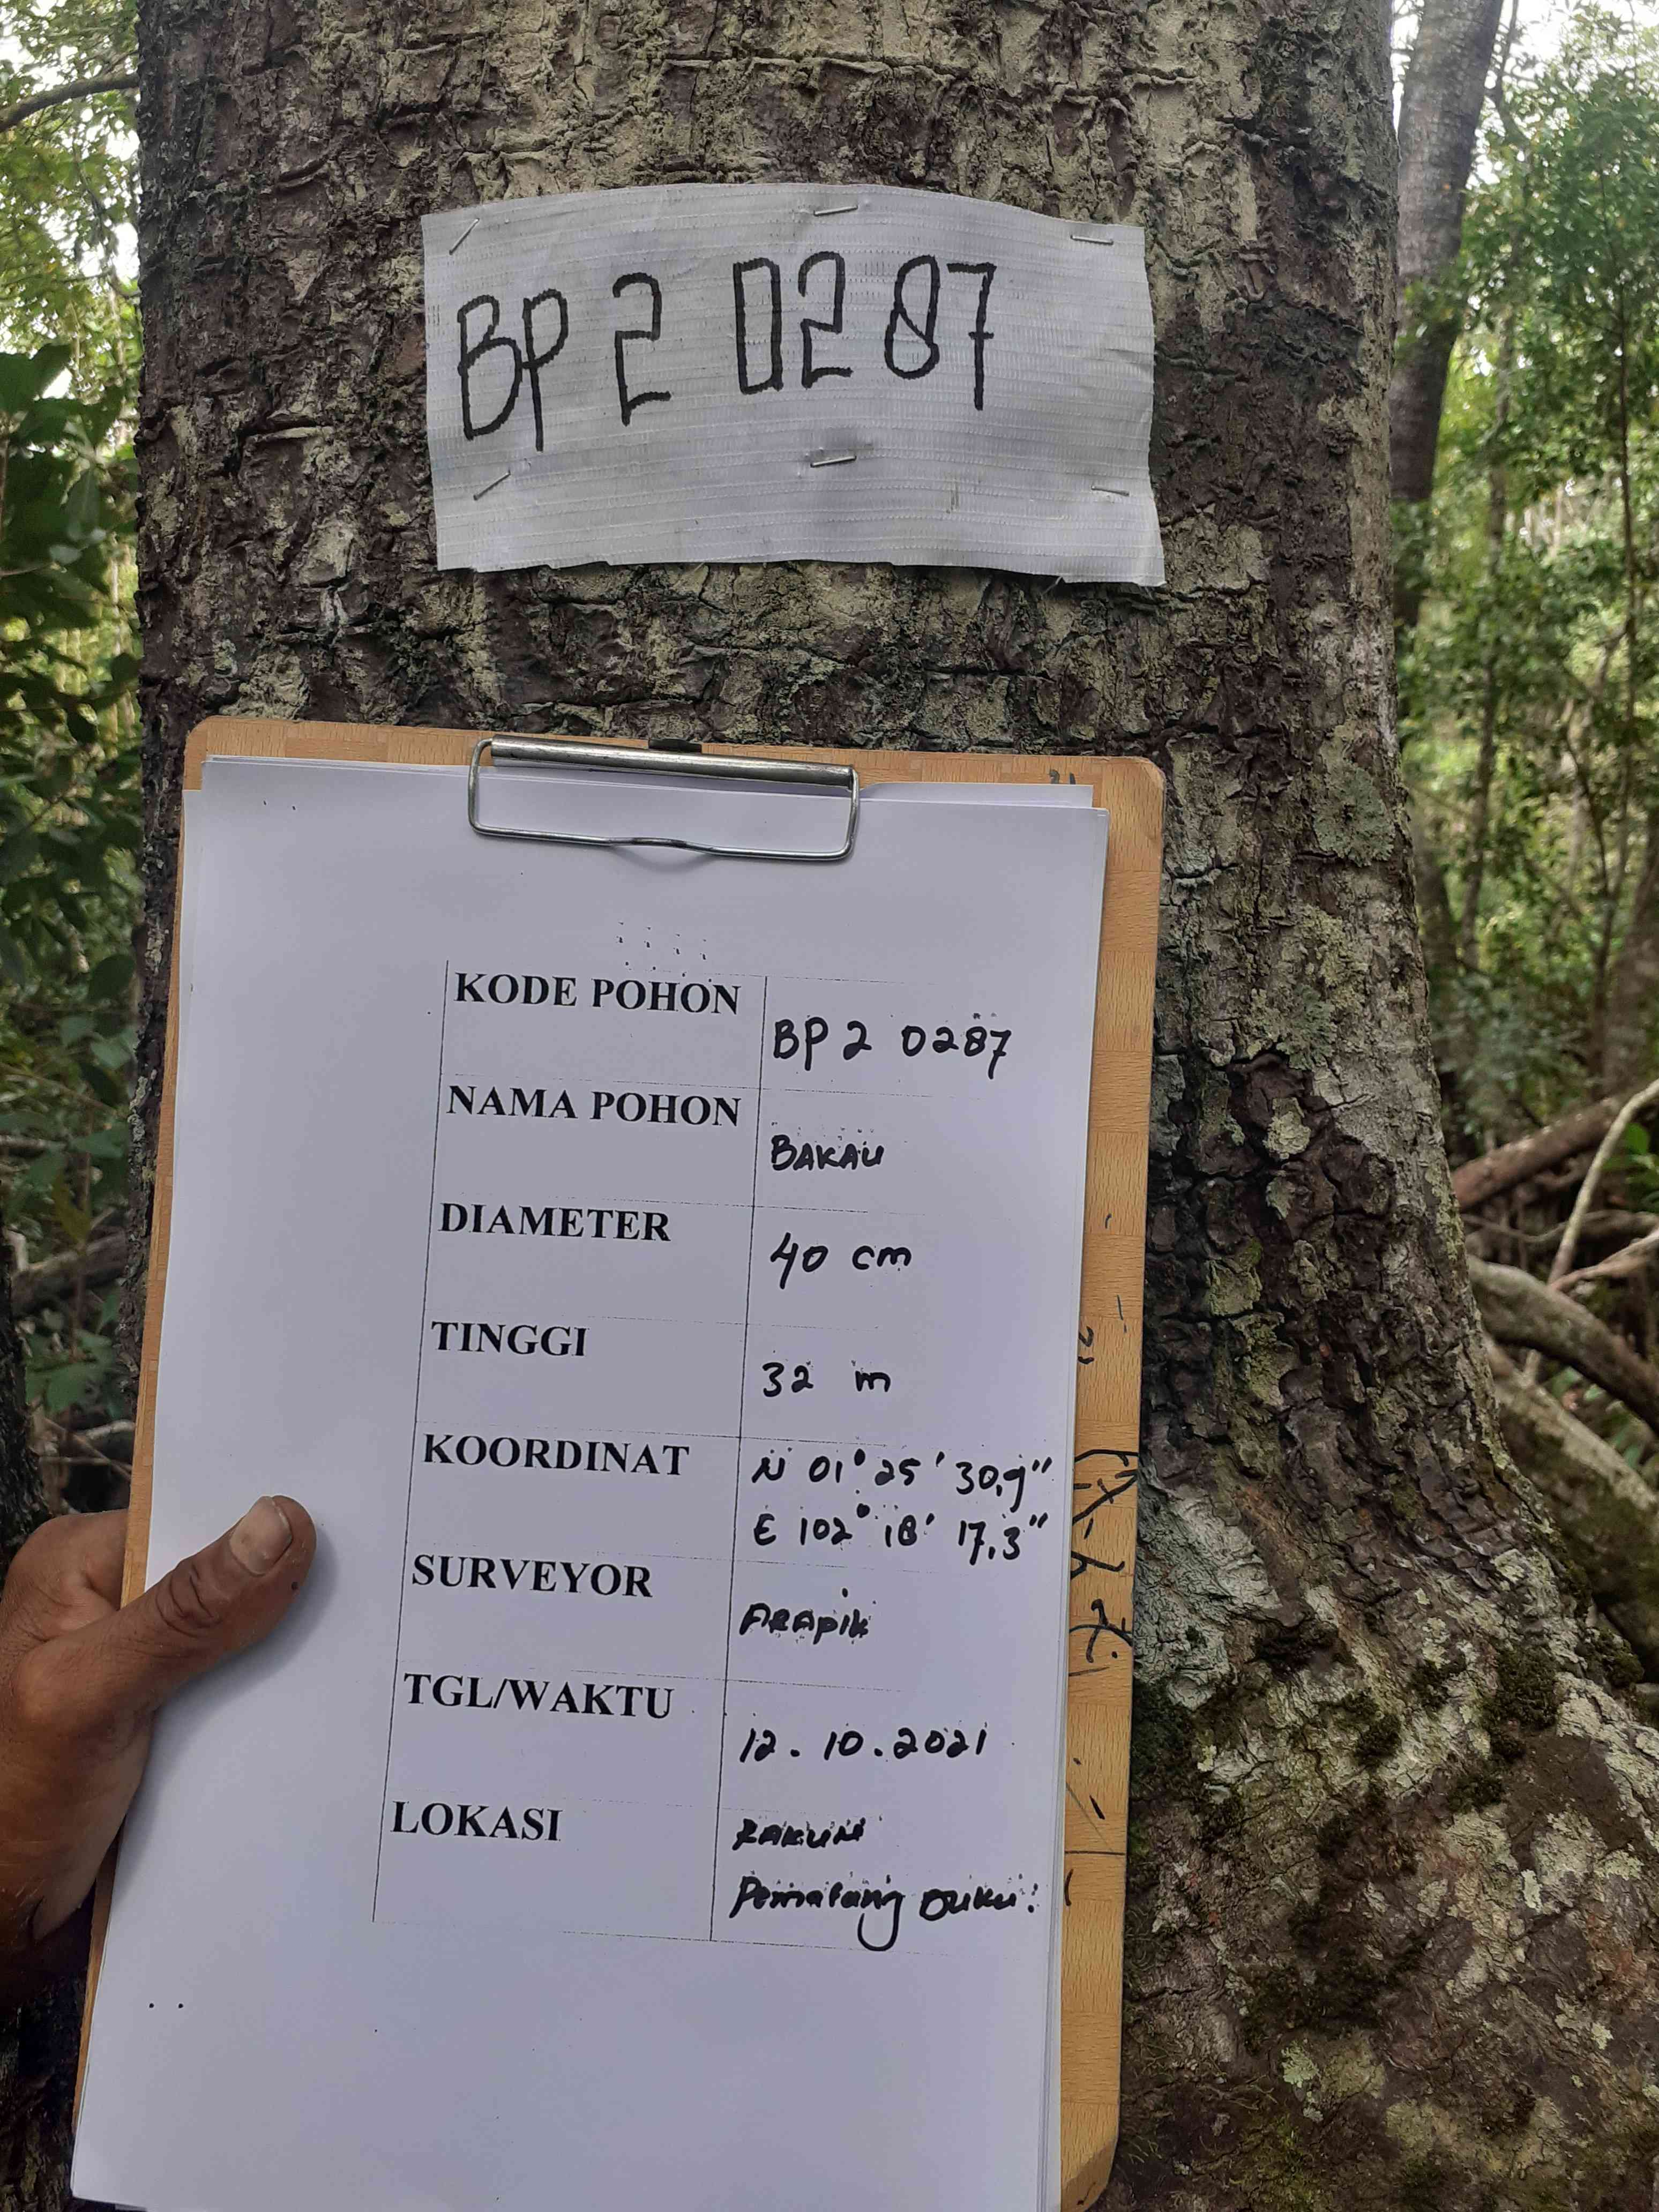 BP 2 0287
KODE POHON BP 2 0287
NAMA POHON BAKAU
DIAMETER 40 cm
TINGGI 32 m
KOORDINAT N 01° 25' 30,9"
E 102° 18' 17,3"
SURVEYOR ARAPIK
TGL/WAKTU 12.10.2021
LOKASI
Pematang Duku